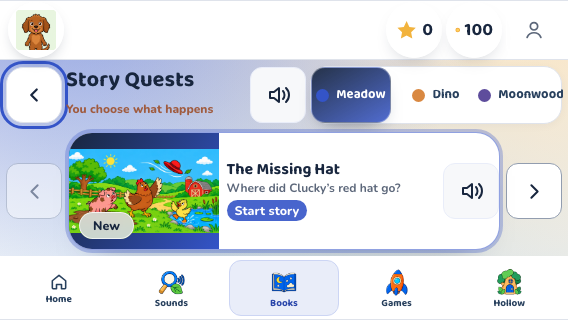 0
100
Story Quests
You choose what happens
Meadow
Dino
Moonwood
The Missing Hat
Where did Clucky's red hat go?
Start story
New
Home
Sounds
Books
Games
Hollow